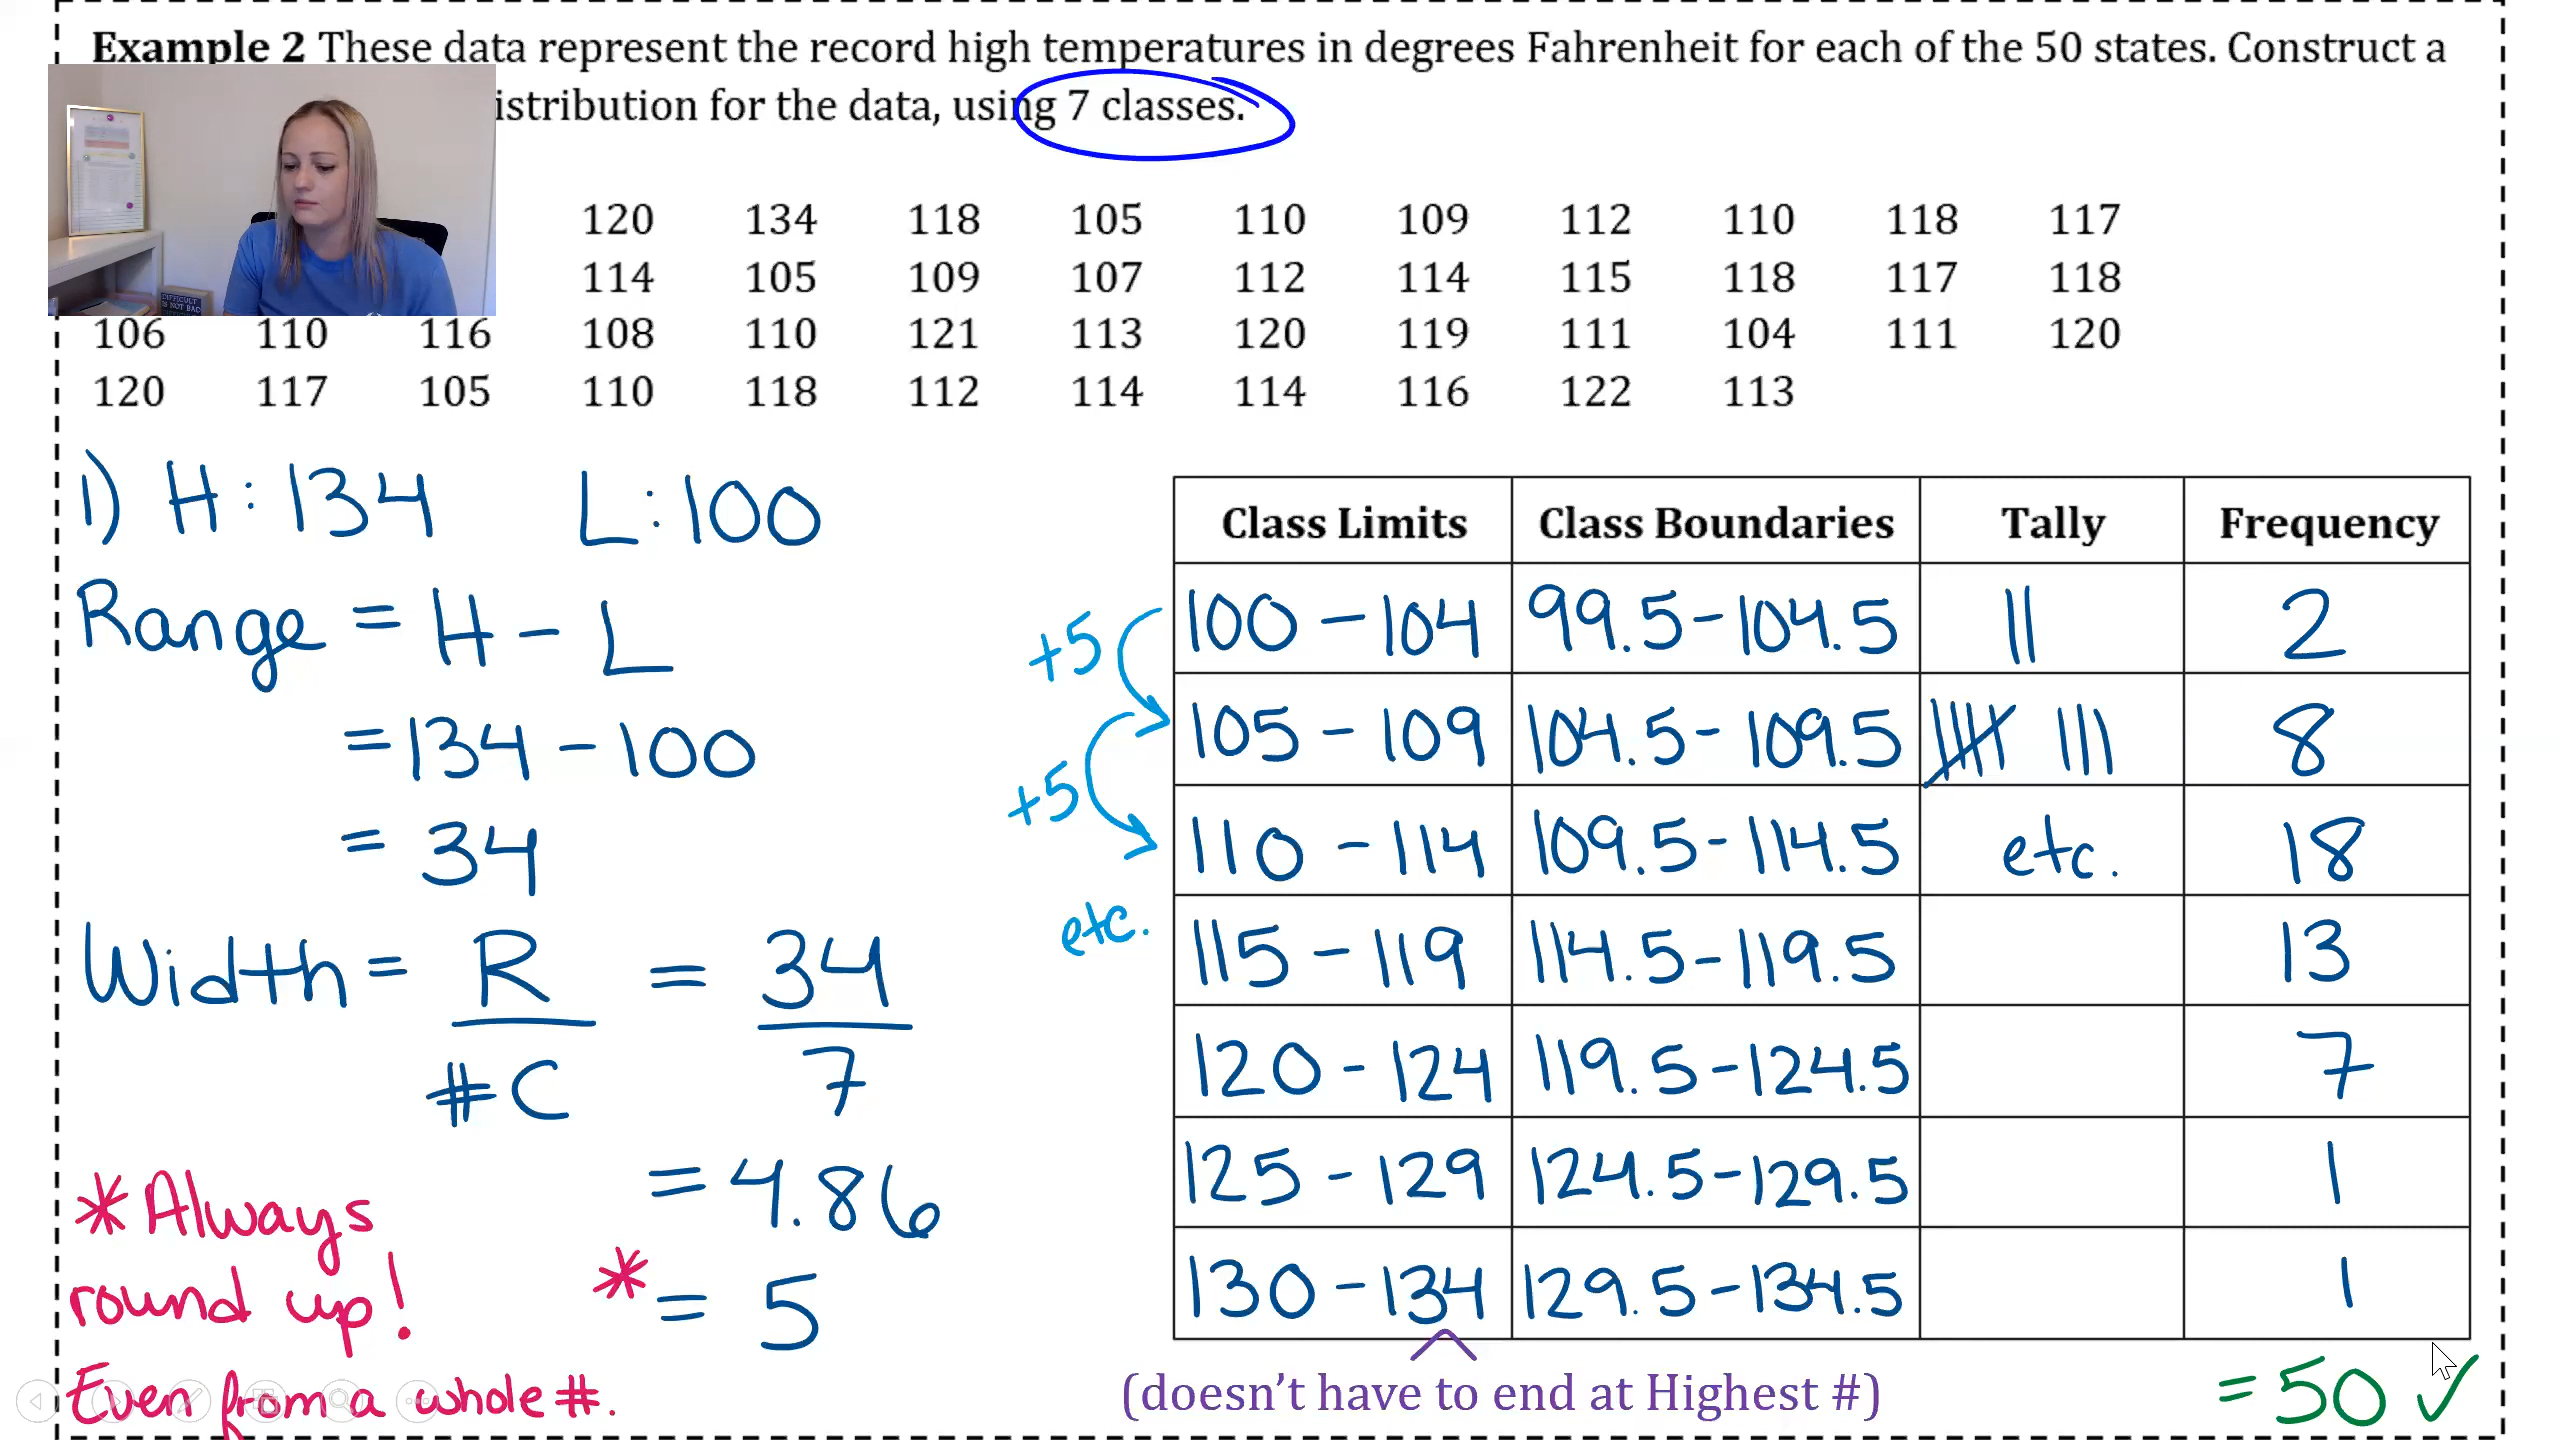 Example 2 These data represent the record high temperatures in degrees Fahrenheit for each of the 50 states. Construct a
istribution for the data, using 7 classes.
120 134 118 105 110 109 112 110 118 117
114 105 109 107 112 114 115 118 117 118
106 110 116 108 110 121 113 120 119 111 104 111 120
120 117 105 110 118 112 114 114 116 122 113
1) H: 134 L: 100
Range = H - L
= 134 - 100
= 34
Width = R / #C = 34 / 7
= 4.86
* = 5
*Always
round up!
Even from a whole #.
+5
+5
etc.
Class Limits Class Boundaries Tally Frequency
100 - 104 99.5 - 104.5 || 2
105 - 109 104.5 - 109.5 |||| ||| 8
110 - 114 109.5 - 114.5 etc. 18
115 - 119 114.5 - 119.5 13
120 - 124 119.5 - 124.5 7
125 - 129 124.5 - 129.5 1
130 - 134 129.5 - 134.5 1
(doesn't have to end at Highest #)
= 50 ✓
DIFFICULT
IS NOT BAD